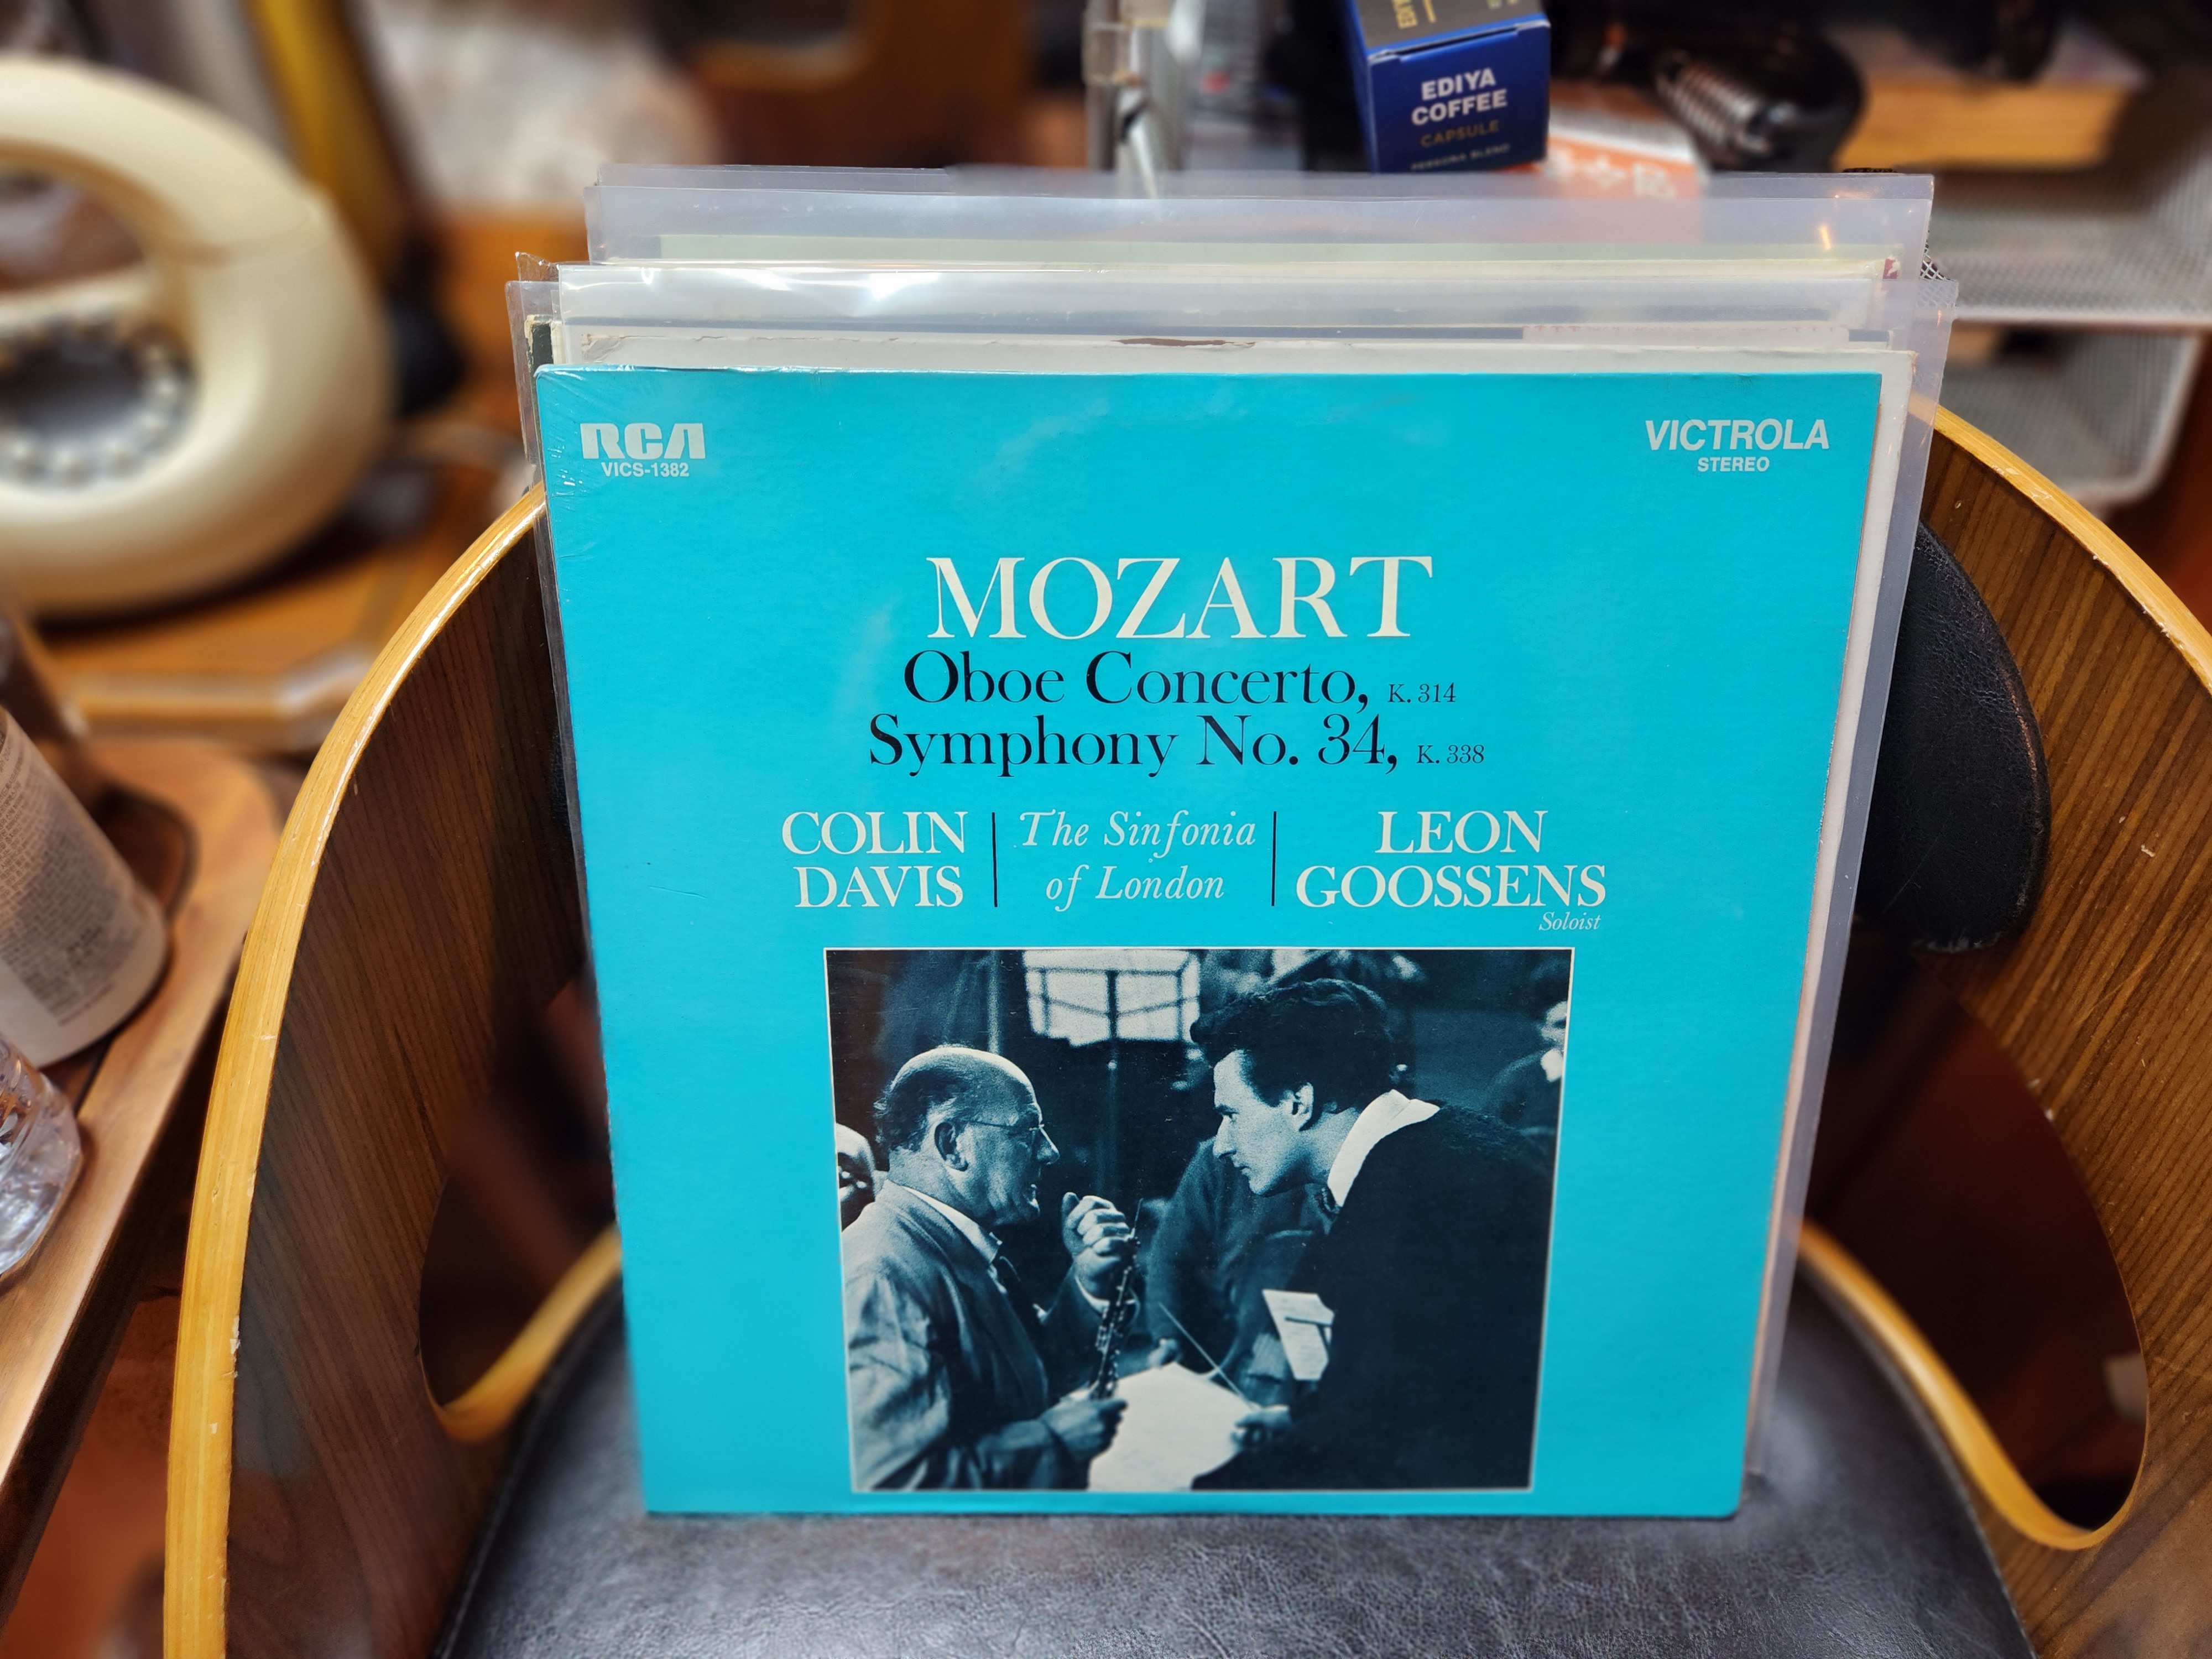 EDIYA
COFFEE
CAPSULE
RCA
VICS-1382
VICTROLA
STEREO
MOZART
Oboe Concerto, K. 314
Symphony No. 34, K. 338
COLIN
DAVIS
The Sinfonia
of London
LEON
GOOSSENS
Soloist